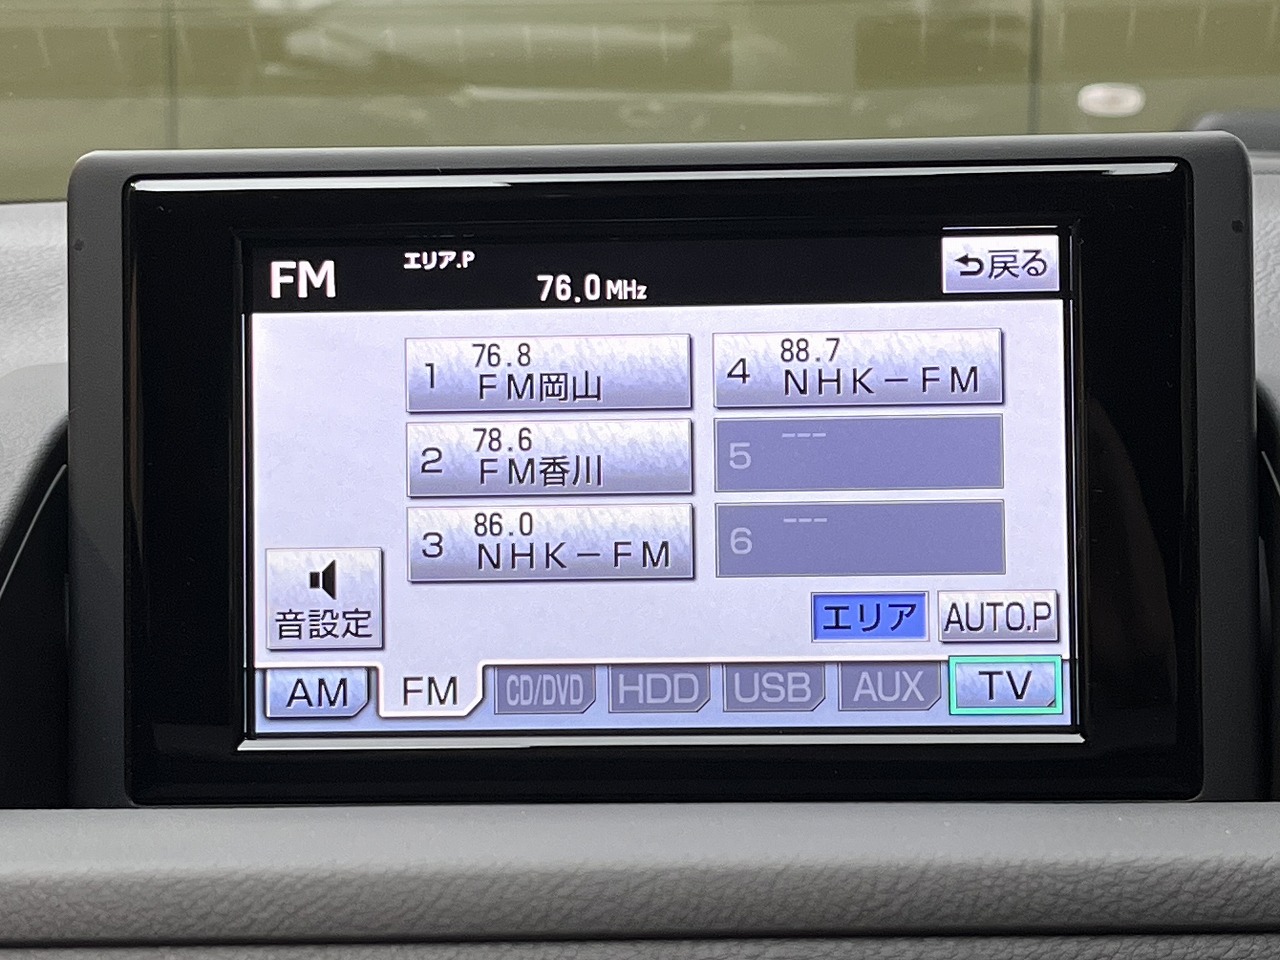 FM
エリア.P
76.0MHz
戻る
1 76.8
ＦＭ岡山
2 78.6
ＦＭ香川
3 86.0
ＮＨＫ－ＦＭ
4 88.7
ＮＨＫ－ＦＭ
5 ---
6 ---
音設定
エリア
AUTO.P
AM
FM
CD/DVD
HDD
USB
AUX
TV